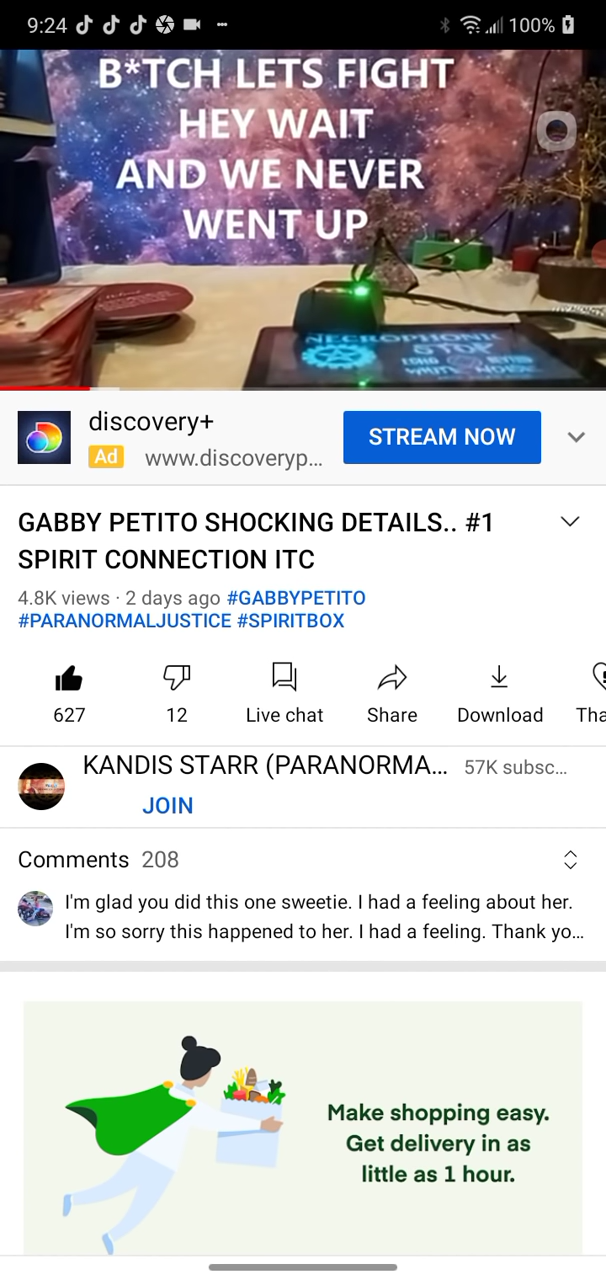 9:24
100%
B*TCH LETS FIGHT
HEY WAIT
AND WE NEVER
WENT UP
NECROPHONIC
STOP
ECHO
WHITE NOISE
discovery+
STREAM NOW
Ad www.discoveryp...
GABBY PETITO SHOCKING DETAILS.. #1
SPIRIT CONNECTION ITC
4.8K views · 2 days ago #GABBYPETITO
#PARANORMALJUSTICE #SPIRITBOX
627 12 Live chat Share Download Tha
KANDIS STARR (PARANORMA... 57K subsc...
JOIN
Comments 208
I'm glad you did this one sweetie. I had a feeling about her.
I'm so sorry this happened to her. I had a feeling. Thank yo...
Make shopping easy.
Get delivery in as
little as 1 hour.